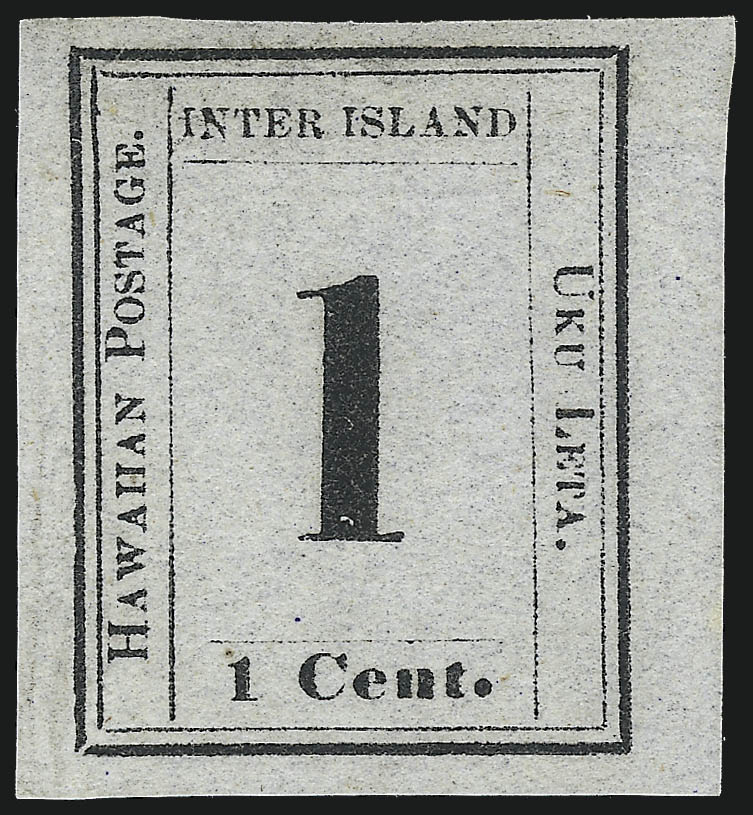 INTER ISLAND
HAWAIIAN POSTAGE.
1
UKU LETA.
1 Cent.